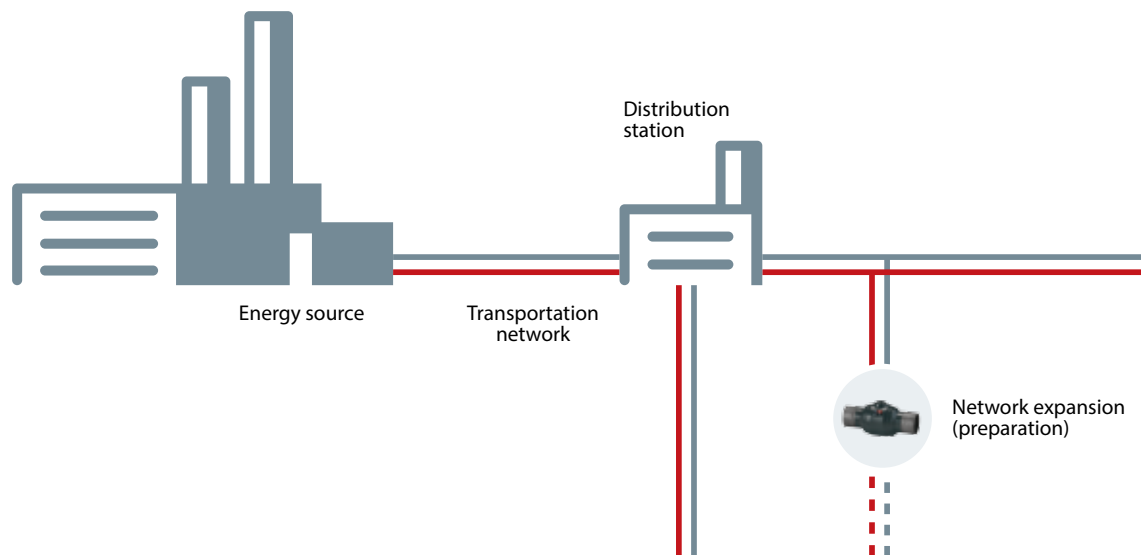 Distribution
station
Energy source
Transportation
network
Network expansion
(preparation)